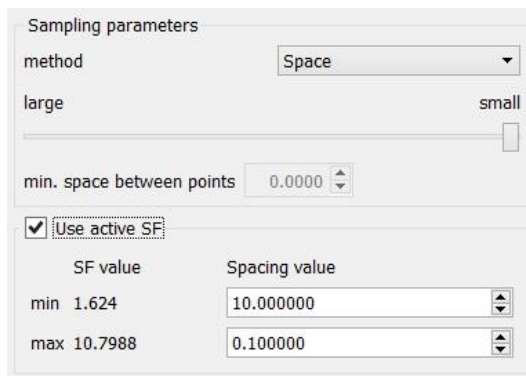 Sampling parameters
method Space
large small
min. space between points 0.0000
Use active SF
SF value Spacing value
min 1.624 10.000000
max 10.7988 0.100000